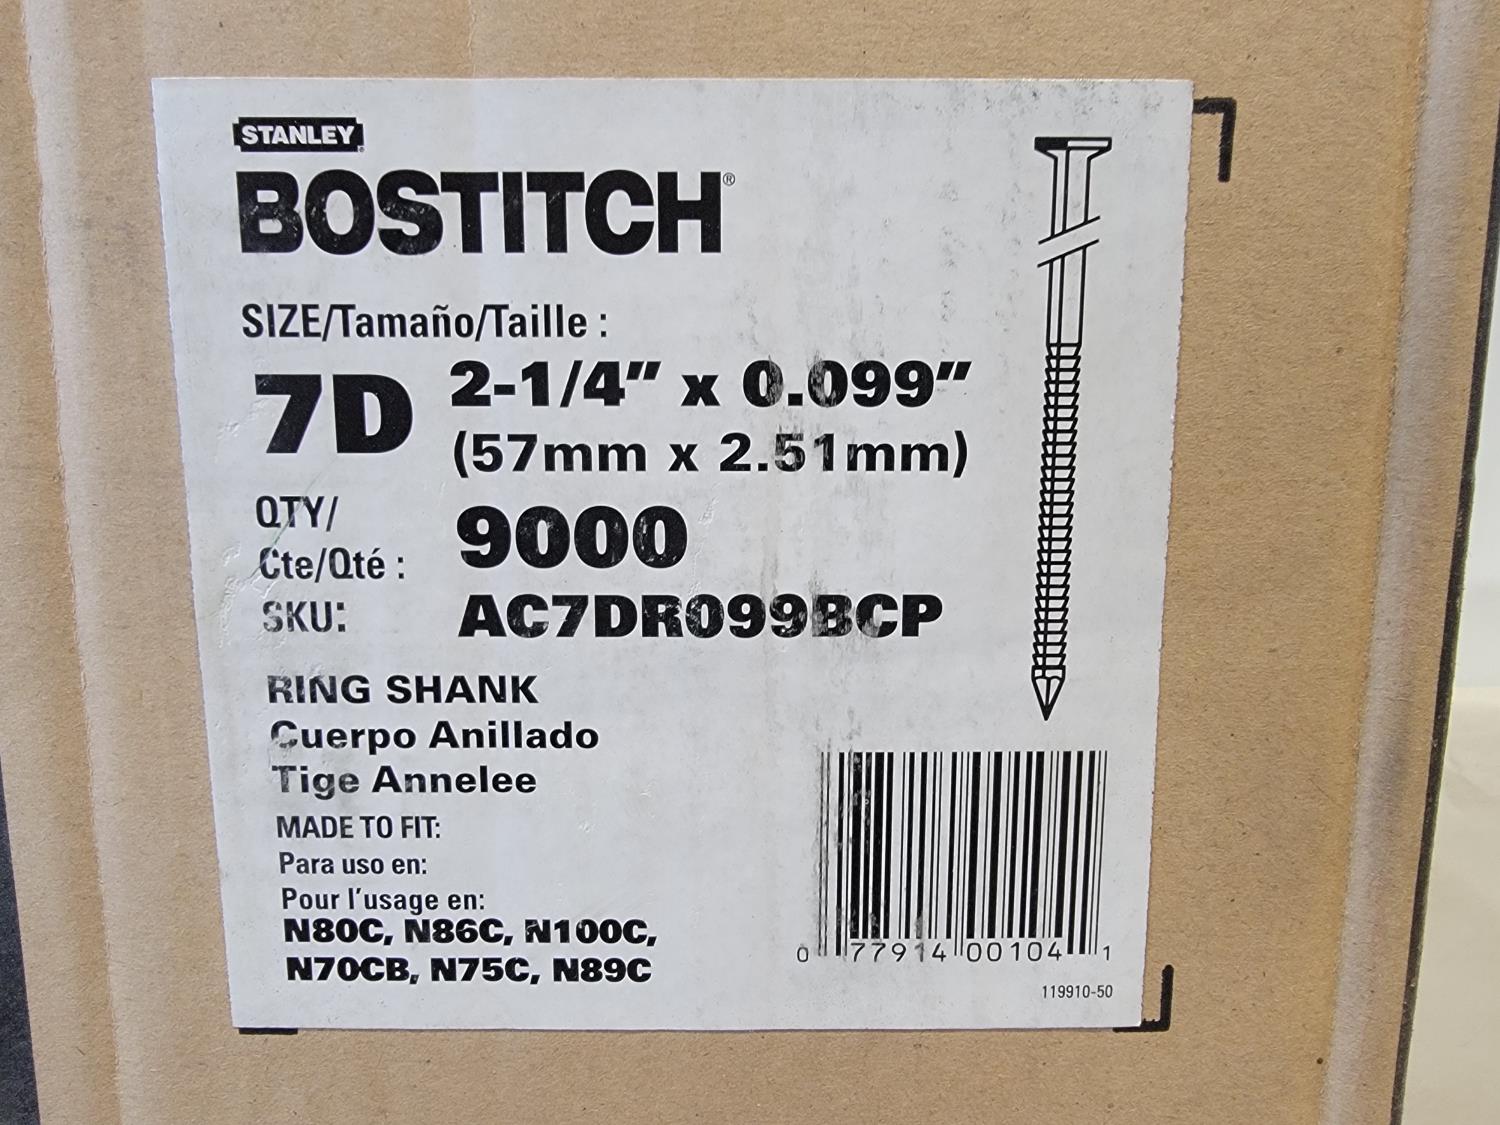 STANLEY
BOSTITCH®
SIZE/Tamaño/Taille :
7D
2-1/4" x 0.099"
(57mm x 2.51mm)
QTY/
Cte/Qté :
9000
SKU:
AC7DR099BCP
RING SHANK
Cuerpo Anillado
Tige Annelee
MADE TO FIT:
Para uso en:
Pour l'usage en:
N80C, N86C, N100C,
N70CB, N75C, N89C
0 77914 00104 1
119910-50